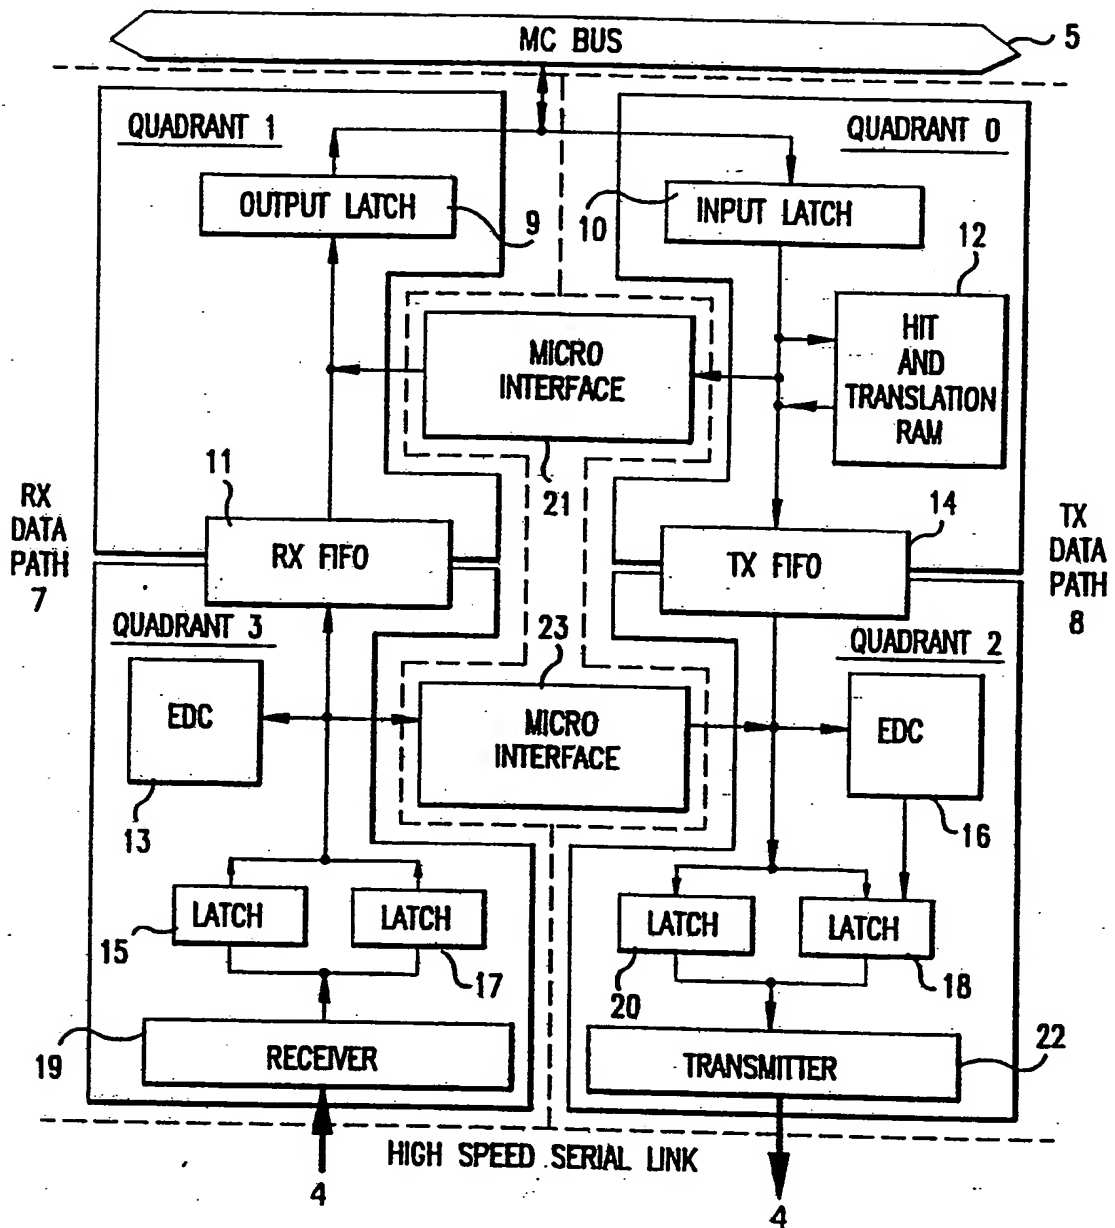 MC BUS
5
QUADRANT 1
QUADRANT 0
OUTPUT LATCH
9
10
INPUT LATCH
12
HIT
AND
TRANSLATION
RAM
MICRO
INTERFACE
21
11
RX
DATA
PATH
7
RX FIFO
14
TX FIFO
TX
DATA
PATH
8
QUADRANT 3
23
QUADRANT 2
EDC
13
MICRO
INTERFACE
EDC
16
LATCH
15
LATCH
17
LATCH
20
LATCH
18
19
RECEIVER
TRANSMITTER
22
HIGH SPEED SERIAL LINK
4
4